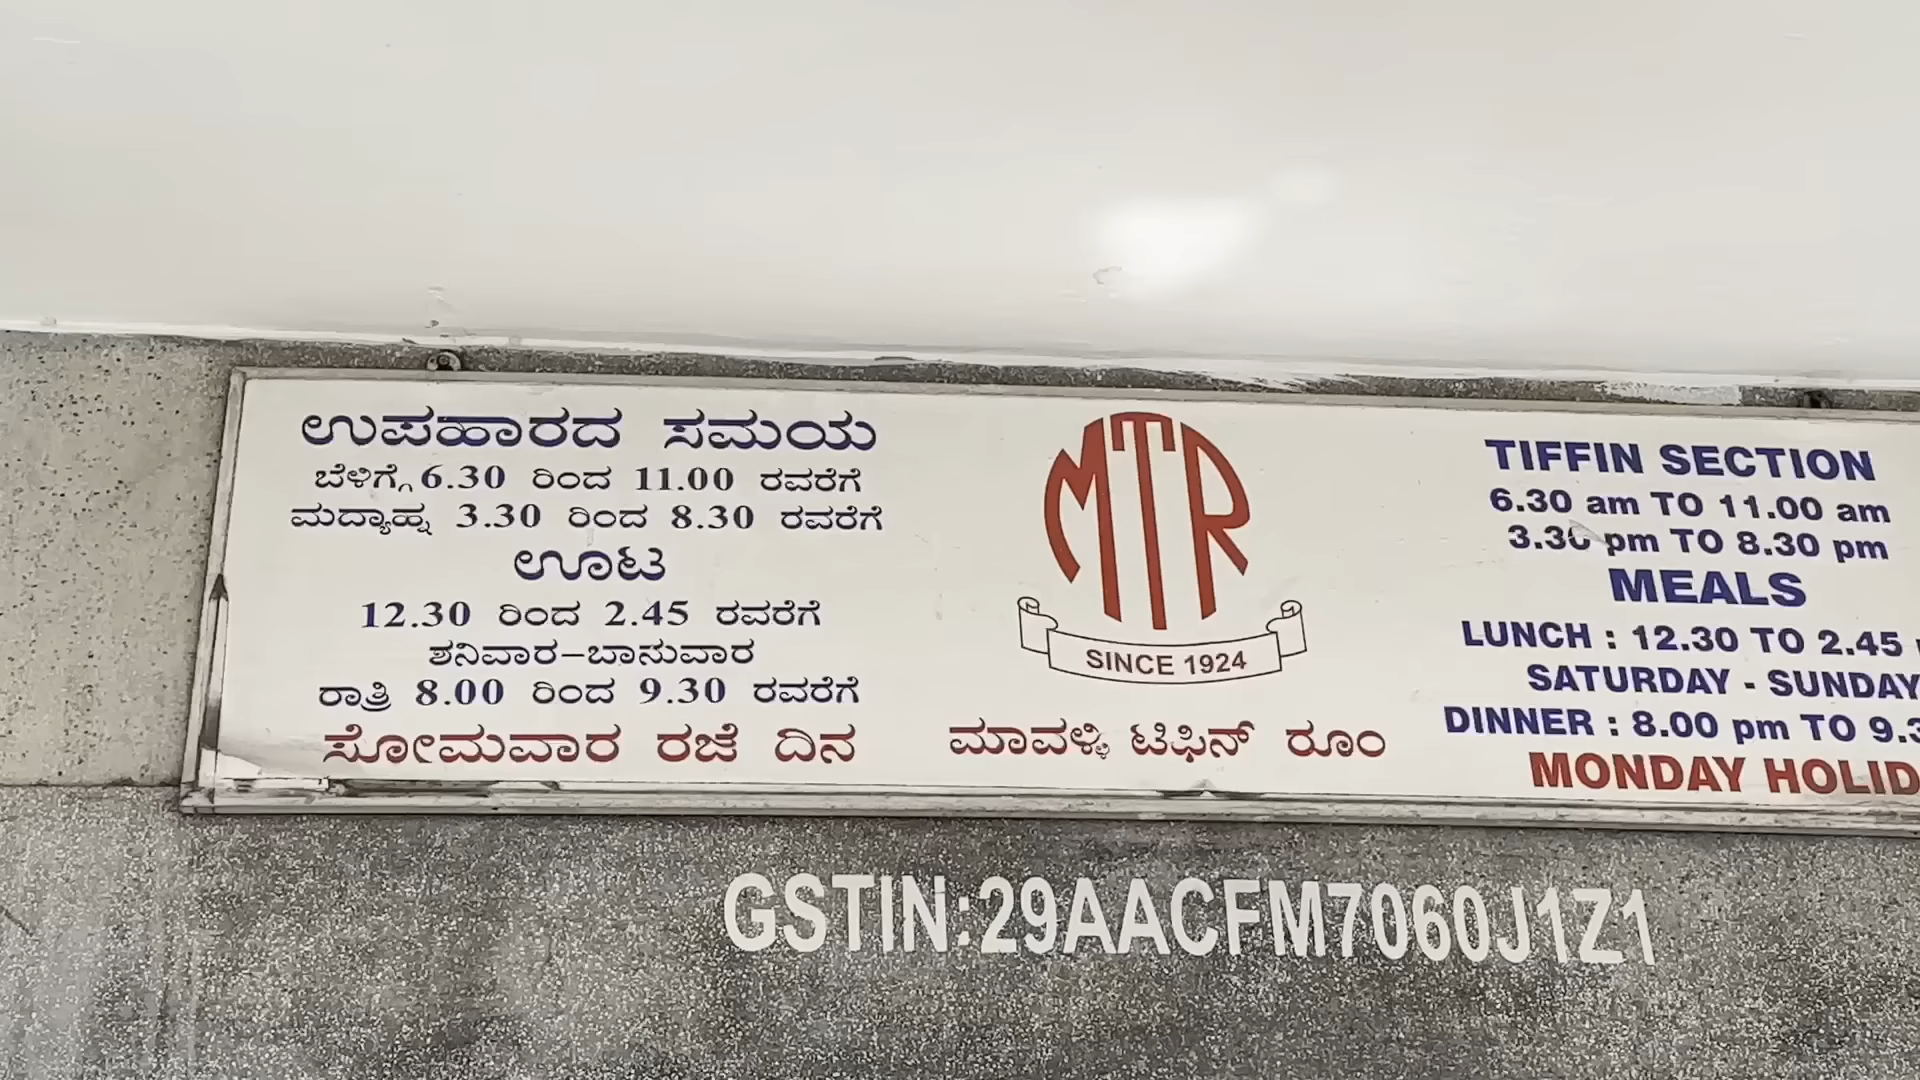 ಉಪಹಾರದ ಸಮಯ
ಬೆಳಿಗ್ಗೆ 6.30 ರಿಂದ 11.00 ರವರೆಗೆ
ಮದ್ಯಾಹ್ನ 3.30 ರಿಂದ 8.30 ರವರೆಗೆ
ಊಟ
12.30 ರಿಂದ 2.45 ರವರೆಗೆ
ಶನಿವಾರ-ಬಾನುವಾರ
ರಾತ್ರಿ 8.00 ರಿಂದ 9.30 ರವರೆಗೆ
ಸೋಮವಾರ ರಜೆ ದಿನ
MTR
SINCE 1924
ಮಾವಳ್ಳಿ ಟಿಫಿನ್ ರೂಂ
TIFFIN SECTION
6.30 am TO 11.00 am
3.30 pm TO 8.30 pm
MEALS
LUNCH : 12.30 TO 2.45
SATURDAY - SUNDAY
DINNER : 8.00 pm TO 9.3
MONDAY HOLID
GSTIN:29AACFM7060J1Z1